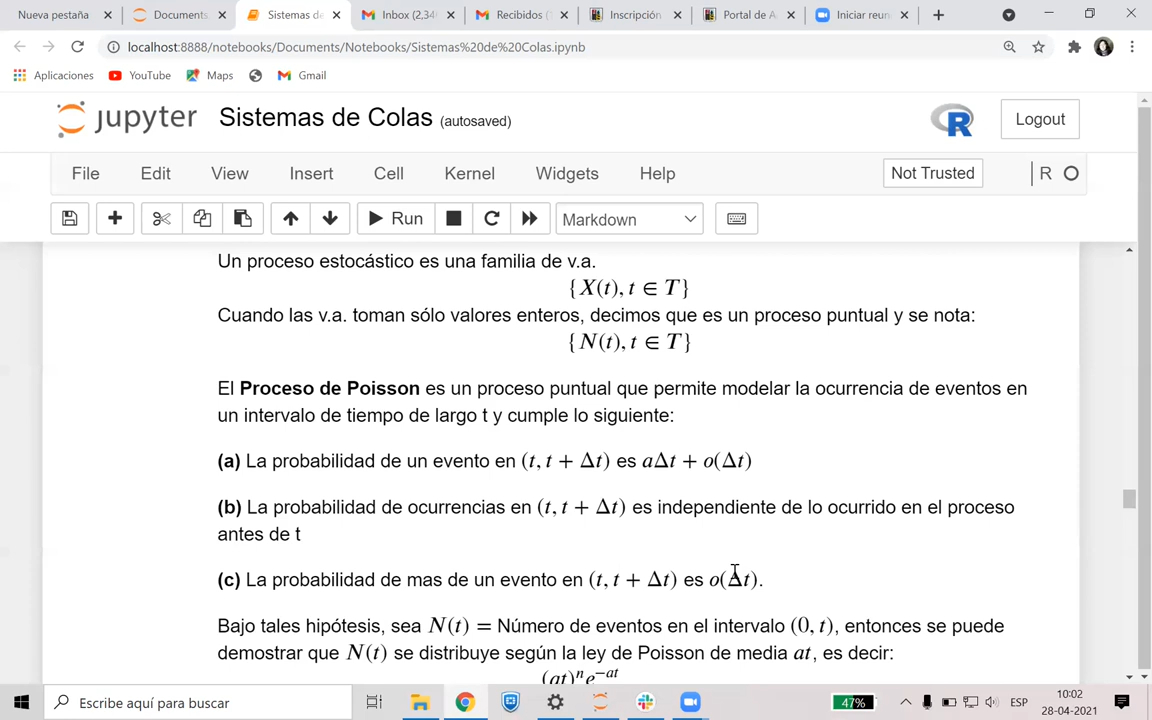 Nueva pestaña
Documents,
Sistemas de
Inbox (2,34
Recibidos (
Inscripción
Portal de A
Iniciar reun
localhost:8888/notebooks/Documents/Notebooks/Sistemas%20de%20Colas.ipynb
Aplicaciones YouTube Maps Gmail
jupyter Sistemas de Colas (autosaved) R Logout
File Edit View Insert Cell Kernel Widgets Help Not Trusted R
Run Markdown
Un proceso estocástico es una familia de v.a.
{X(t), t ∈ T}
Cuando las v.a. toman sólo valores enteros, decimos que es un proceso puntual y se nota:
{N(t), t ∈ T}
El Proceso de Poisson es un proceso puntual que permite modelar la ocurrencia de eventos en
un intervalo de tiempo de largo t y cumple lo siguiente:
(a) La probabilidad de un evento en (t, t + Δt) es aΔt + o(Δt)
(b) La probabilidad de ocurrencias en (t, t + Δt) es independiente de lo ocurrido en el proceso
antes de t
(c) La probabilidad de mas de un evento en (t, t + Δt) es o(Δt).
Bajo tales hipótesis, sea N(t) = Número de eventos en el intervalo (0, t), entonces se puede
demostrar que N(t) se distribuye según la ley de Poisson de media at, es decir:
(at)ⁿe⁻ᵃᵗ
Escribe aquí para buscar
47%
ESP
10:02
28-04-2021